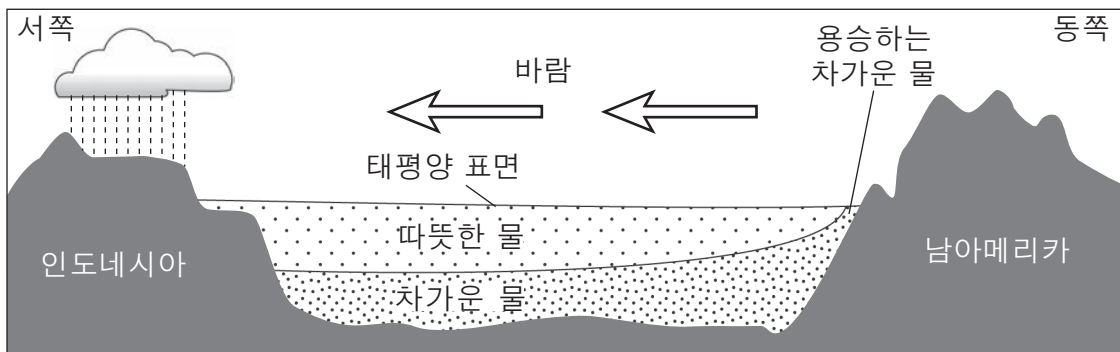 서쪽
동쪽
용승하는
차가운 물
바람
태평양 표면
따뜻한 물
인도네시아
남아메리카
차가운 물